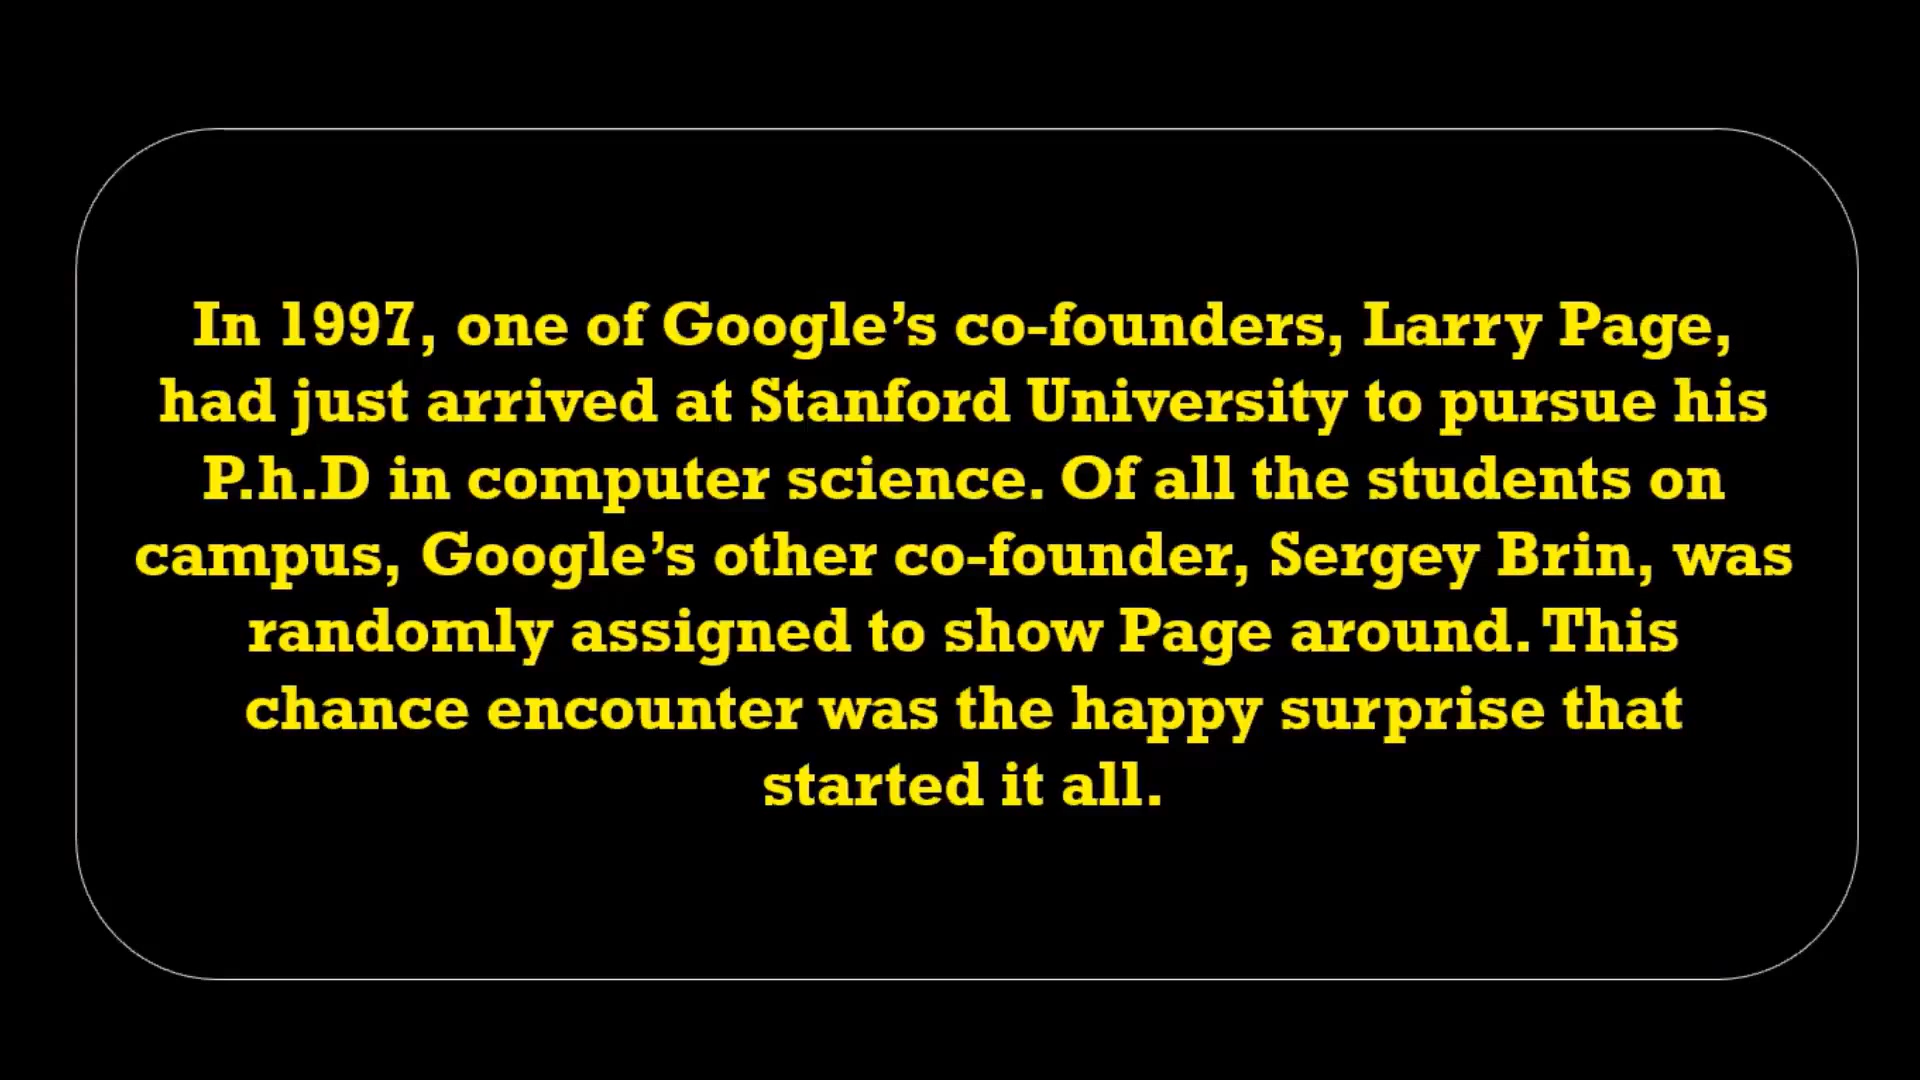 In 1997, one of Google’s co-founders, Larry Page,
had just arrived at Stanford University to pursue his
P.h.D in computer science. Of all the students on
campus, Google’s other co-founder, Sergey Brin, was
randomly assigned to show Page around. This
chance encounter was the happy surprise that
started it all.